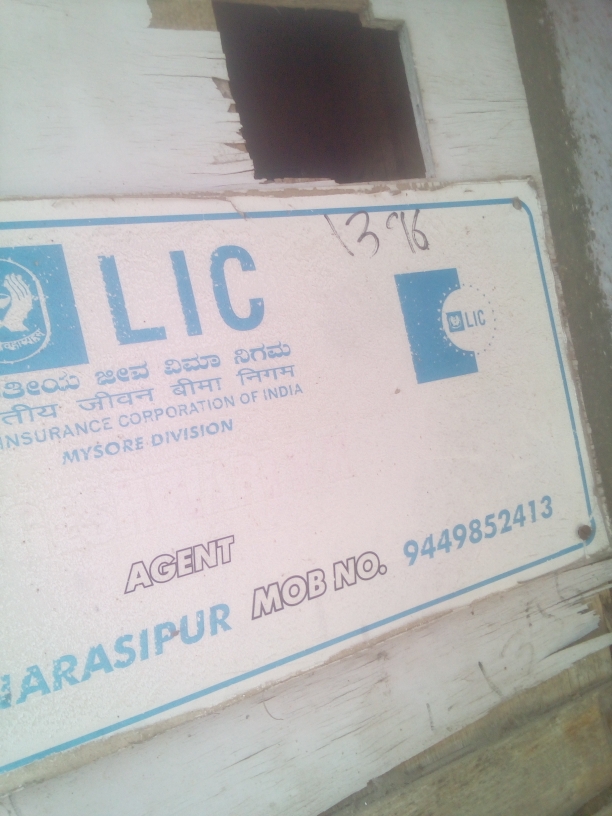 1396
LIC
LIC
ತೀಯ ಜೀವ ವಿಮಾ ನಿಗಮ
तीय जीवन बीमा निगम
INSURANCE CORPORATION OF INDIA
MYSORE DIVISION
AGENT
NARASIPUR MOB NO. 9449852413